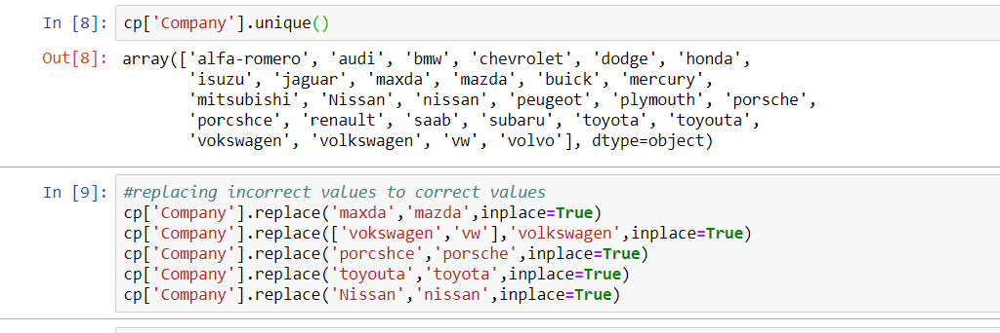 In [8]: cp['Company'].unique()
Out[8]: array(['alfa-romero', 'audi', 'bmw', 'chevrolet', 'dodge', 'honda',
'isuzu', 'jaguar', 'maxda', 'mazda', 'buick', 'mercury',
'mitsubishi', 'Nissan', 'nissan', 'peugeot', 'plymouth', 'porsche',
'porcshce', 'renault', 'saab', 'subaru', 'toyota', 'toyouta',
'vokswagen', 'volkswagen', 'vw', 'volvo'], dtype=object)
In [9]: #replacing incorrect values to correct values
cp['Company'].replace('maxda','mazda',inplace=True)
cp['Company'].replace(['vokswagen','vw'],'volkswagen',inplace=True)
cp['Company'].replace('porcshce','porsche',inplace=True)
cp['Company'].replace('toyouta','toyota',inplace=True)
cp['Company'].replace('Nissan','nissan',inplace=True)